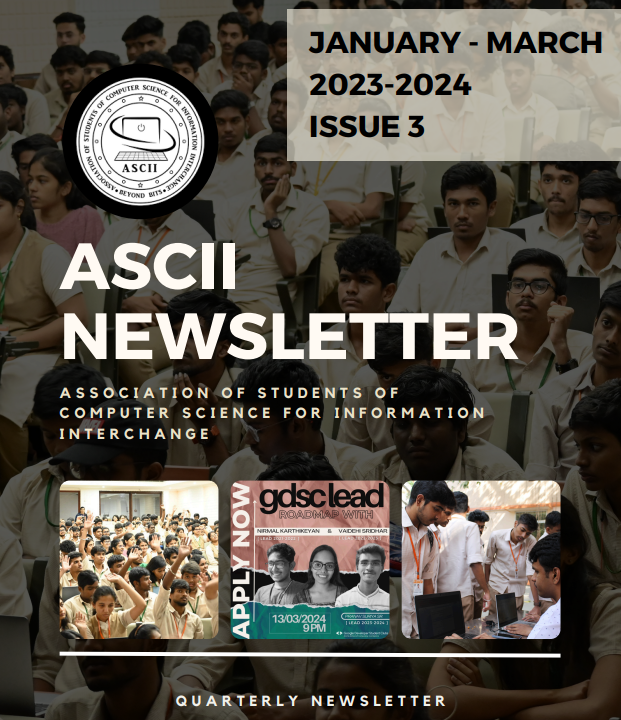 JANUARY - MARCH
2023-2024
ISSUE 3
ASSOCIATION OF STUDENTS OF COMPUTER SCIENCE FOR INFORMATION INTERCHANGE
ASCII
•BEYOND BITS•
ASCII
NEWSLETTER
ASSOCIATION OF STUDENTS OF
COMPUTER SCIENCE FOR INFORMATION
INTERCHANGE
APPLY NOW
gdsc lead
ROADMAP WITH
NIRMAL KARTHIKEYAN & VAIDEHI SRIDHAR
13/03/2024
9PM
QUARTERLY NEWSLETTER